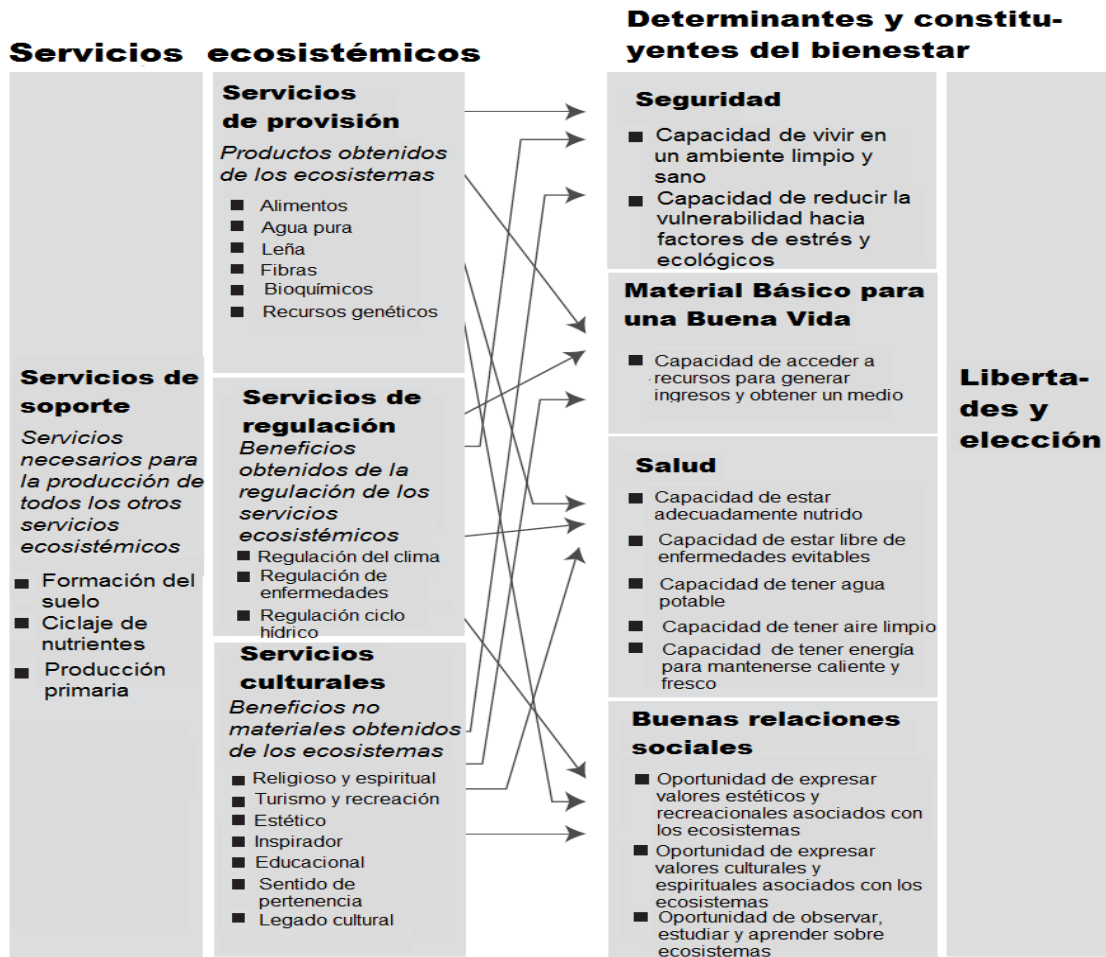 Servicios ecosistémicos
Servicios de
soporte
Servicios
necesarios para
la producción de
todos los otros
servicios
ecosistémicos
Formación del
suelo
Ciclaje de
nutrientes
Producción
primaria
Servicios
de provisión
Productos obtenidos
de los ecosistemas
Alimentos
Agua pura
Leña
Fibras
Bioquímicos
Recursos genéticos
Servicios de
regulación
Beneficios
obtenidos de la
regulación de los
servicios
ecosistémicos
Regulación del clima
Regulación de
enfermedades
Regulación ciclo
hídrico
Servicios
culturales
Beneficios no
materiales obtenidos
de los ecosistemas
Religioso y espiritual
Turismo y recreación
Estético
Inspirador
Educacional
Sentido de
pertenencia
Legado cultural
Determinantes y constitu-
yentes del bienestar
Seguridad
Capacidad de vivir en
un ambiente limpio y
sano
Capacidad de reducir la
vulnerabilidad hacia
factores de estrés y
ecológicos
Material Básico para
una Buena Vida
Capacidad de acceder a
recursos para generar
ingresos y obtener un medio
Salud
Capacidad de estar
adecuadamente nutrido
Capacidad de estar libre de
enfermedades evitables
Capacidad de tener agua
potable
Capacidad de tener aire limpio
Capacidad de tener energía
para mantenerse caliente y
fresco
Buenas relaciones
sociales
Oportunidad de expresar
valores estéticos y
recreacionales asociados con
los ecosistemas
Oportunidad de expresar
valores culturales y
espirituales asociados con los
ecosistemas
Oportunidad de observar,
estudiar y aprender sobre
ecosistemas
Liberta-
des y
elección